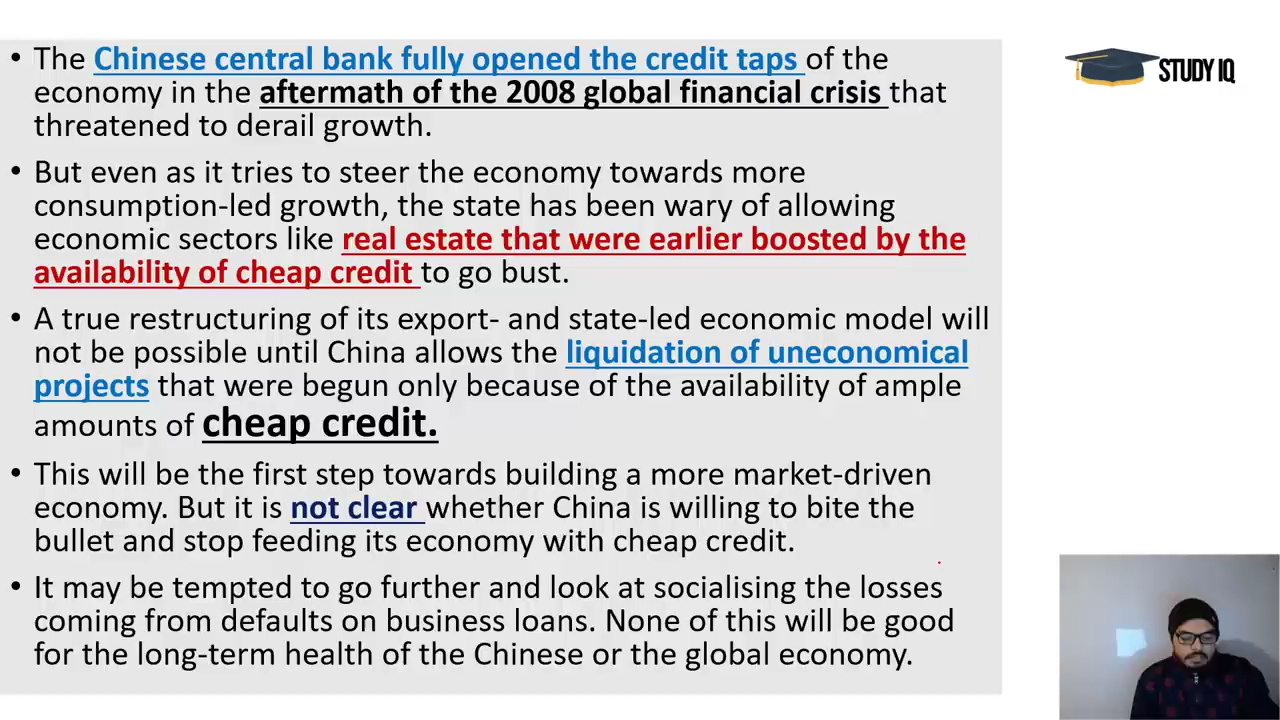 • The Chinese central bank fully opened the credit taps of the
economy in the aftermath of the 2008 global financial crisis that
threatened to derail growth.
• But even as it tries to steer the economy towards more
consumption-led growth, the state has been wary of allowing
economic sectors like real estate that were earlier boosted by the
availability of cheap credit to go bust.
• A true restructuring of its export- and state-led economic model will
not be possible until China allows the liquidation of uneconomical
projects that were begun only because of the availability of ample
amounts of cheap credit.
• This will be the first step towards building a more market-driven
economy. But it is not clear whether China is willing to bite the
bullet and stop feeding its economy with cheap credit.
• It may be tempted to go further and look at socialising the losses
coming from defaults on business loans. None of this will be good
for the long-term health of the Chinese or the global economy.
STUDY IQ